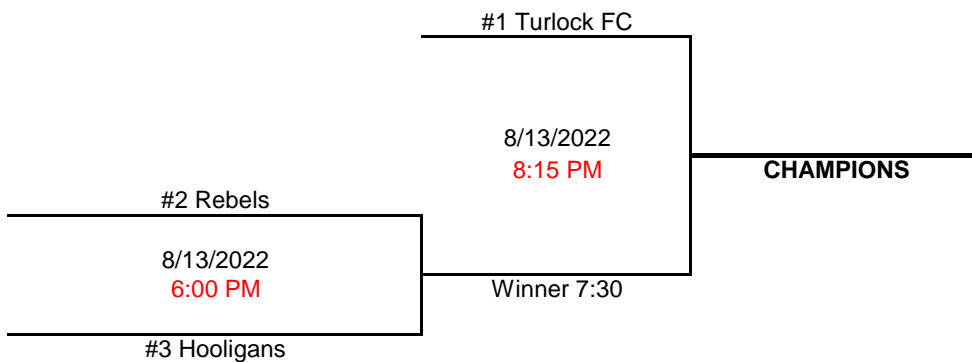 #1 Turlock FC
8/13/2022
8:15 PM
CHAMPIONS
#2 Rebels
8/13/2022
6:00 PM
Winner 7:30
#3 Hooligans